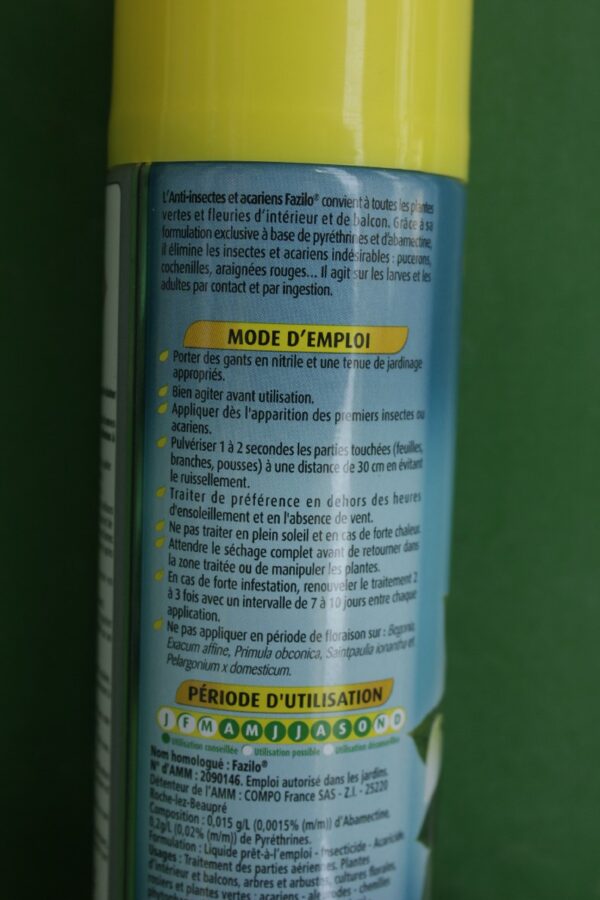 L'Anti-insectes et acariens Fazilo® convient à toutes les plantes
vertes et fleuries d'intérieur et de balcon. Grâce à sa
formulation exclusive à base de pyréthrines et d'abamectine,
il élimine les insectes et acariens indésirables : pucerons,
cochenilles, araignées rouges... Il agit sur les larves et les
adultes par contact et par ingestion.
MODE D'EMPLOI
Porter des gants en nitrile et une tenue de jardinage
appropriés.
Bien agiter avant utilisation.
Appliquer dès l'apparition des premiers insectes ou
acariens.
Pulvériser 1 à 2 secondes les parties touchées (feuilles,
branches, pousses) à une distance de 30 cm en évitant
le ruissellement.
Traiter de préférence en dehors des heures
d'ensoleillement et en l'absence de vent.
Ne pas traiter en plein soleil et en cas de forte chaleur.
Attendre le séchage complet avant de retourner dans
la zone traitée ou de manipuler les plantes.
En cas de forte infestation, renouveler le traitement 2
à 3 fois avec un intervalle de 7 à 10 jours entre chaque
application.
Ne pas appliquer en période de floraison sur : Begonia,
Exacum affine, Primula obconica, Saintpaulia ionantha et
Pelargonium x domesticum.
PÉRIODE D'UTILISATION
J F M A M J J A S O N D
Utilisation conseillée Utilisation possible Utilisation déconseillée
Nom homologué : Fazilo®
N° d'AMM : 2090146. Emploi autorisé dans les jardins.
Détenteur de l'AMM : COMPO France SAS - Z.I. - 25220
Roche-lez-Beaupré
Composition : 0,015 g/L (0,0015% (m/m)) d'Abamectine,
0,2g/L (0,02% (m/m)) de Pyréthrines.
Formulation : Liquide prêt-à-l'emploi - Insecticide - Acaricide
Usages : Traitement des parties aériennes. Plantes
d'intérieur et balcons, arbres et arbustes, cultures florales,
rosiers et plantes vertes : acariens - aleurodes - chenilles